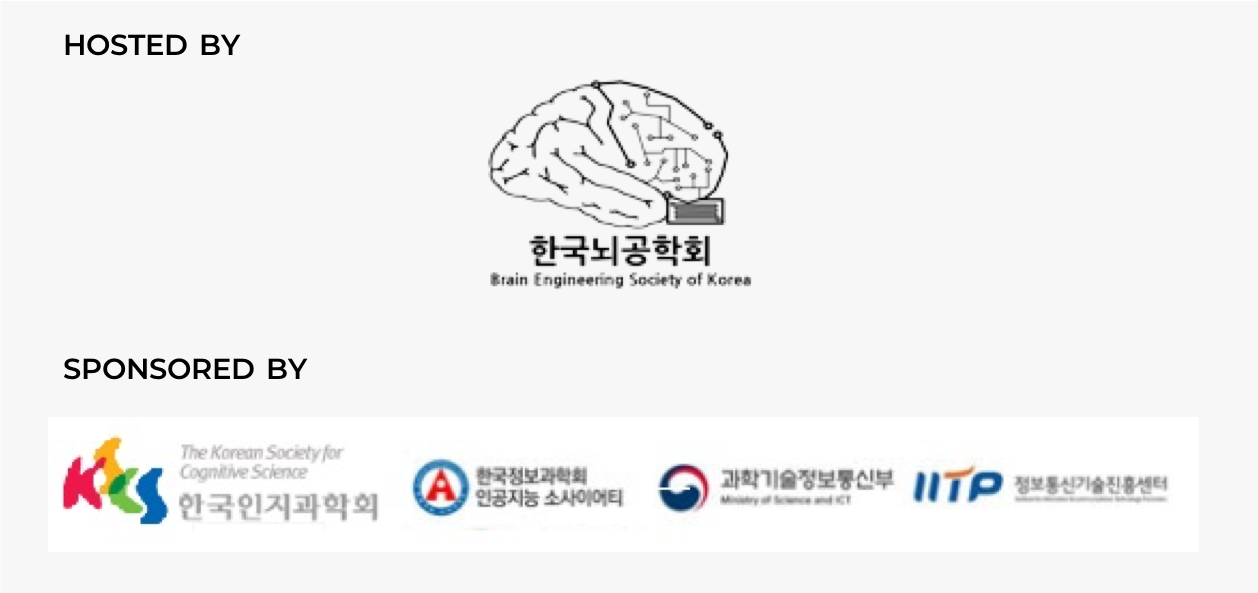 HOSTED BY
한국뇌공학회
Brain Engineering Society of Korea
SPONSORED BY
KSCS
The Korean Society for
Cognitive Science
한국인지과학회
A
한국정보과학회
인공지능 소사이어티
과학기술정보통신부
Ministry of Science and ICT
IITP
정보통신기술진흥센터